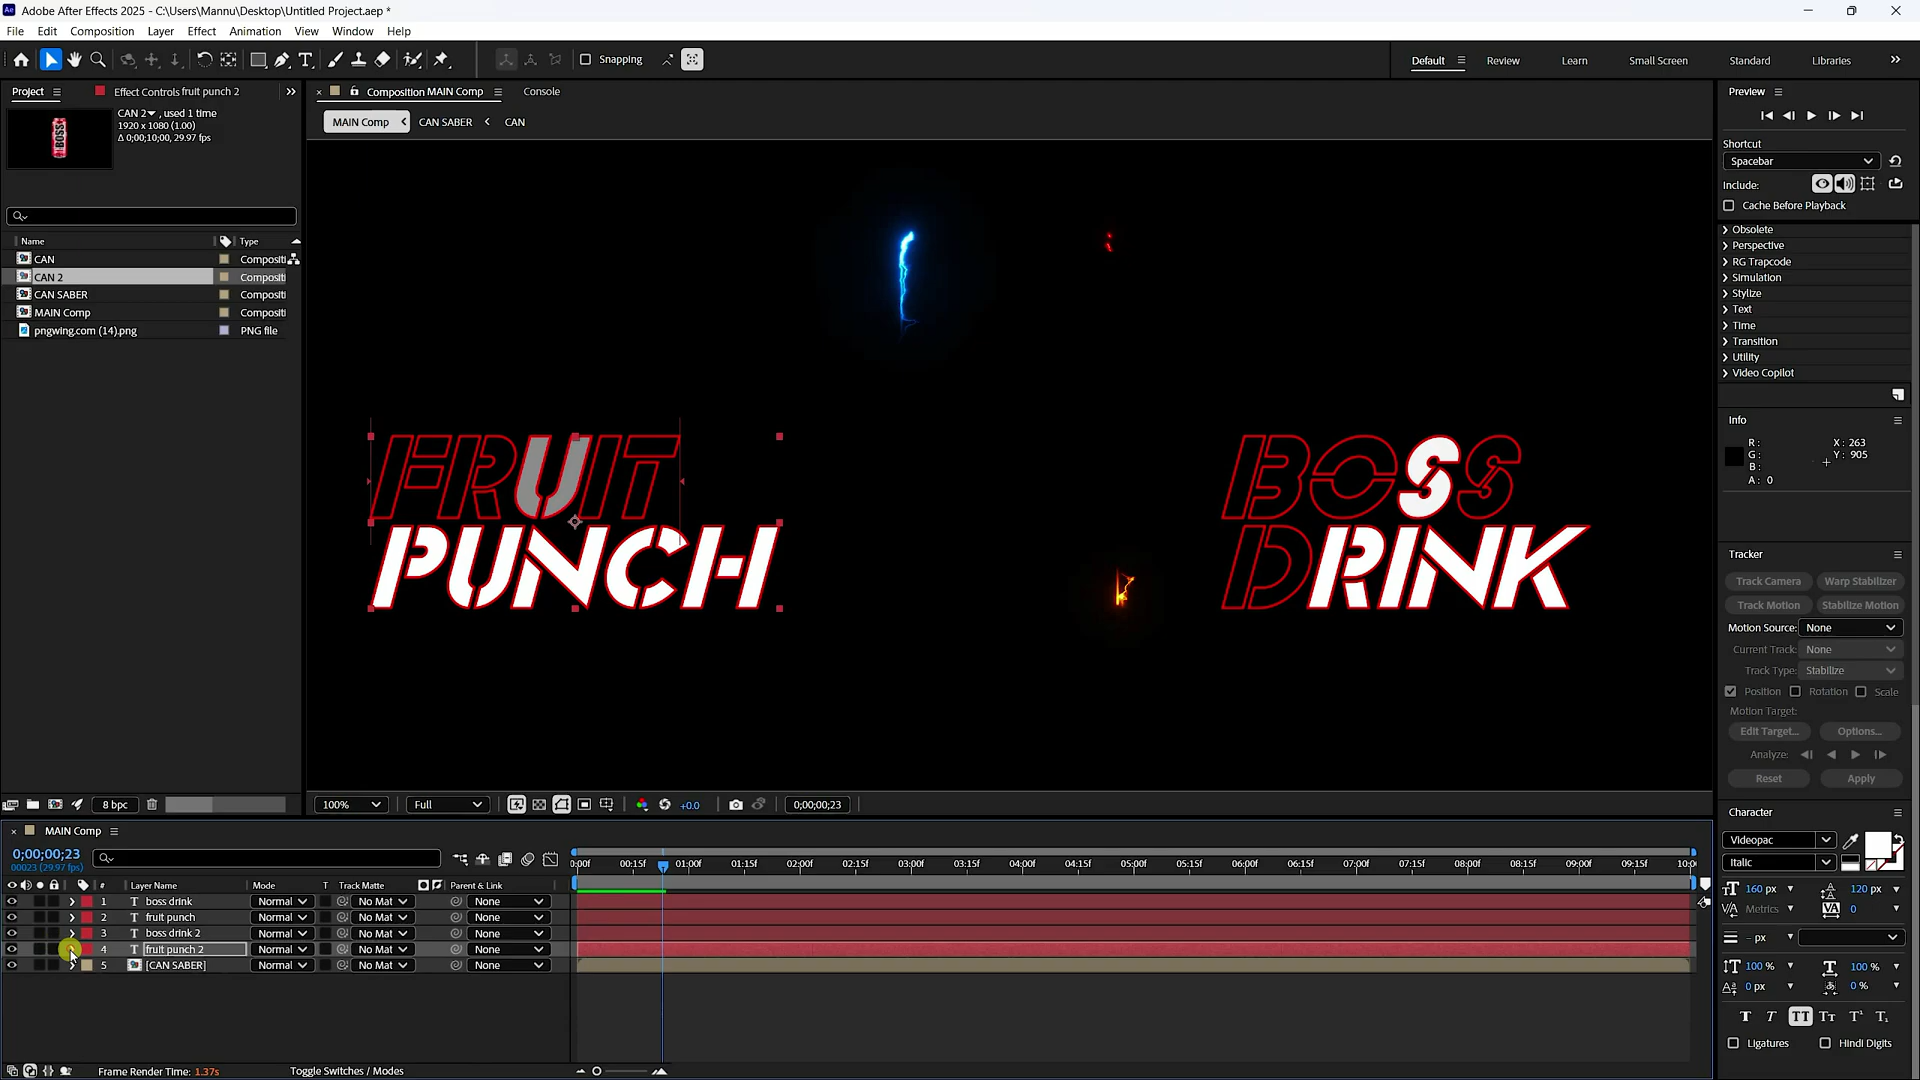 Adobe After Effects 2025 - C:\Users\Mannu\Desktop\Untitled Project.aep *
File Edit Composition Layer Effect Animation View Window Help
Snapping
Default Review Learn Small Screen Standard Libraries
Project Effect Controls fruit punch 2
Composition MAIN Comp Console
MAIN Comp CAN SABER CAN
CAN 2, used 1 time
1920 x 1080 (1.00)
Δ 0;00;10;00, 29.97 fps
BOSS
Name Type
CAN Compositi
CAN 2 Compositi
CAN SABER Compositi
MAIN Comp Compositi
pngwing.com (14).png PNG file
FRUIT
PUNCH
BOSS
DRINK
Preview
Shortcut
Spacebar
Include:
Cache Before Playback
Obsolete
Perspective
RG Trapcode
Simulation
Stylize
Text
Time
Transition
Utility
Video Copilot
Info
R:
G:
B:
A: 0
X: 263
Y: 905
Tracker
Track Camera Warp Stabilizer
Track Motion Stabilize Motion
Motion Source: None
Current Track: None
Track Type: Stabilize
Position Rotation Scale
Motion Target:
Edit Target... Options...
Analyze:
Reset Apply
Character
Videopac
Italic
160 px 120 px
Metrics 0
- px
100 % 100 %
0 px 0 %
Ligatures Hindi Digits
8 bpc
100% Full +0.0 0;00;00;23
MAIN Comp
0;00;00;23
00023 (29.97 fps)
# Layer Name Mode T Track Matte Parent & Link
0:00f 00:15f 01:00f 01:15f 02:00f 02:15f 03:00f 03:15f 04:00f 04:15f 05:00f 05:15f 06:00f 06:15f 07:00f 07:15f 08:00f 08:15f 09:00f 09:15f 10:00
1 T boss drink Normal No Mat None
2 T fruit punch Normal No Mat None
3 T boss drink 2 Normal No Mat None
4 T fruit punch 2 Normal No Mat None
5 [CAN SABER] Normal No Mat None
Frame Render Time: 1.37s Toggle Switches / Modes